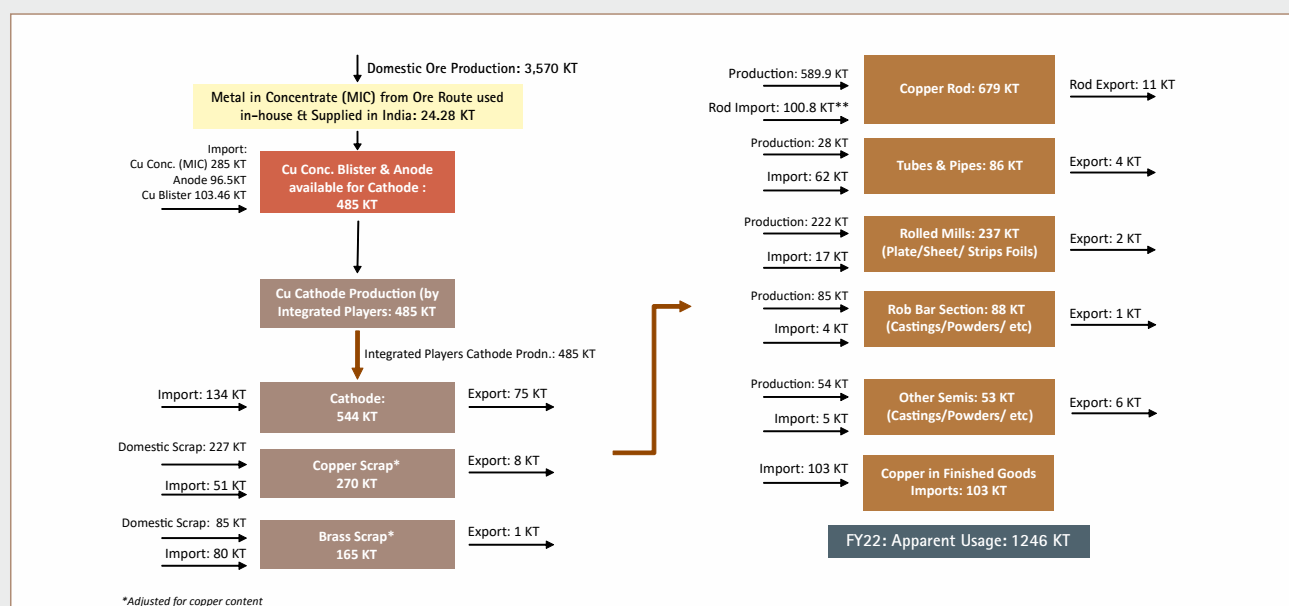 Domestic Ore Production: 3,570 KT
Metal in Concentrate (MIC) from Ore Route used
in-house & Supplied in India: 24.28 KT
Import:
Cu Conc. (MIC) 285 KT
Anode 96.5KT
Cu Blister 103.46 KT
Cu Conc. Blister & Anode
available for Cathode :
485 KT
Cu Cathode Production (by
Integrated Players: 485 KT
Integrated Players Cathode Prodn.: 485 KT
Import: 134 KT
Cathode:
544 KT
Export: 75 KT
Domestic Scrap: 227 KT
Import: 51 KT
Copper Scrap*
270 KT
Export: 8 KT
Domestic Scrap: 85 KT
Import: 80 KT
Brass Scrap*
165 KT
Export: 1 KT
*Adjusted for copper content
Production: 589.9 KT
Rod Import: 100.8 KT**
Copper Rod: 679 KT
Rod Export: 11 KT
Production: 28 KT
Import: 62 KT
Tubes & Pipes: 86 KT
Export: 4 KT
Production: 222 KT
Import: 17 KT
Rolled Mills: 237 KT
(Plate/Sheet/ Strips Foils)
Export: 2 KT
Production: 85 KT
Import: 4 KT
Rob Bar Section: 88 KT
(Castings/Powders/ etc)
Export: 1 KT
Production: 54 KT
Import: 5 KT
Other Semis: 53 KT
(Castings/Powders/ etc)
Export: 6 KT
Import: 103 KT
Copper in Finished Goods
Imports: 103 KT
FY22: Apparent Usage: 1246 KT